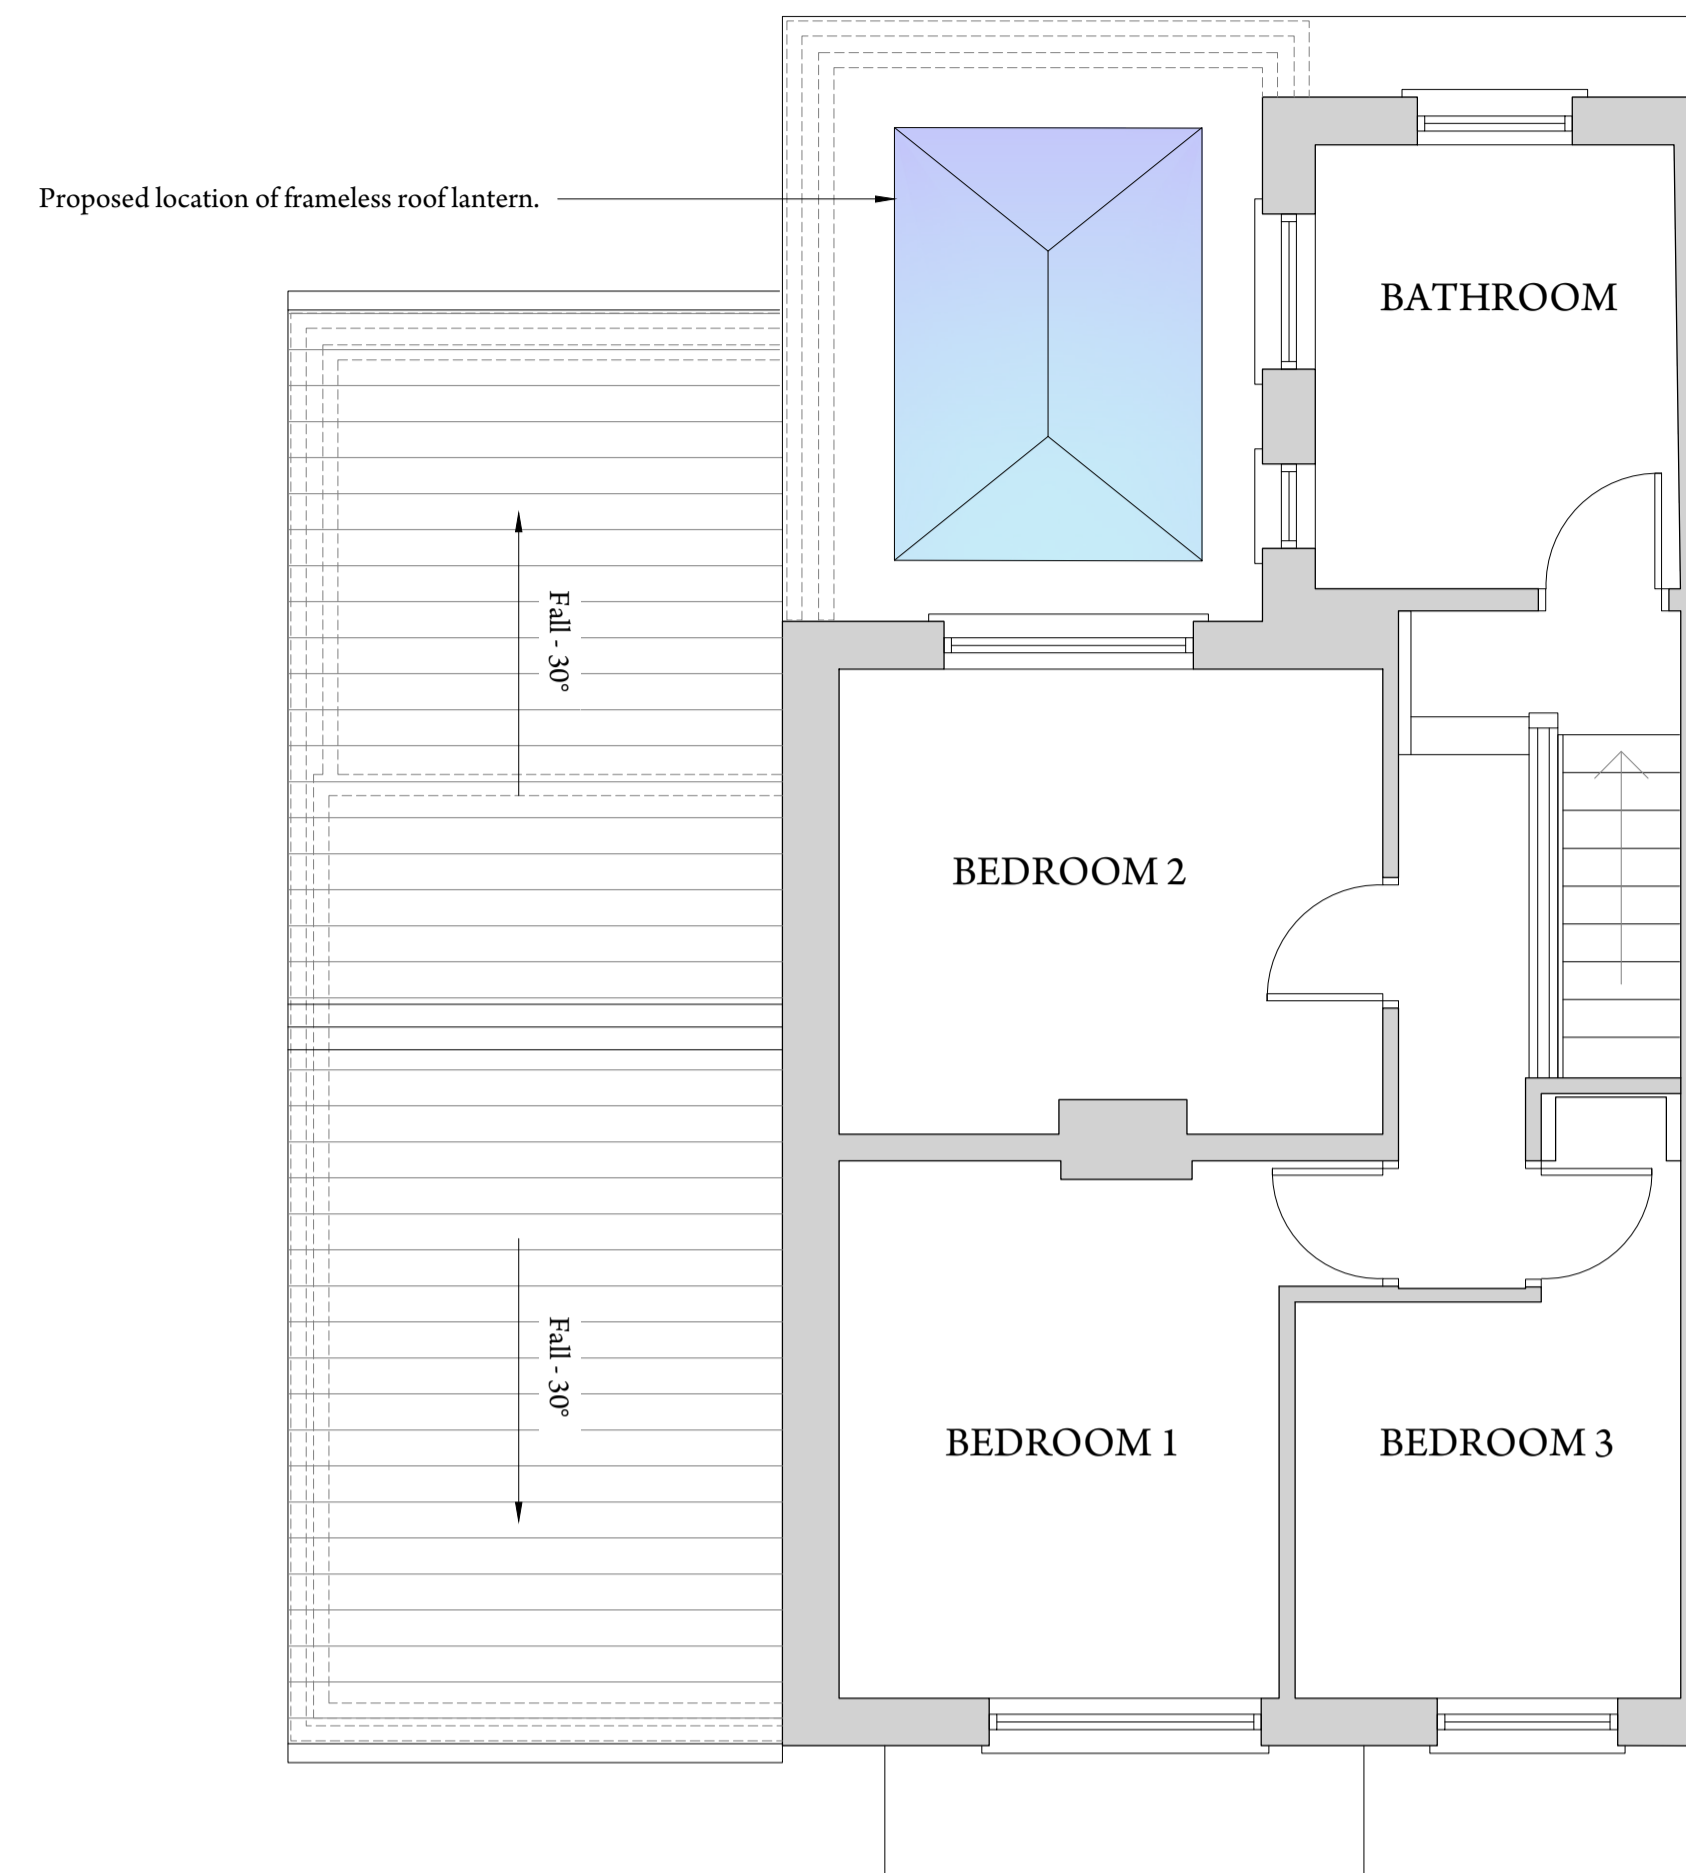 Proposed location of frameless roof lantern.
BATHROOM
Fall - 30°
BEDROOM 2
Fall - 30°
BEDROOM 1
BEDROOM 3